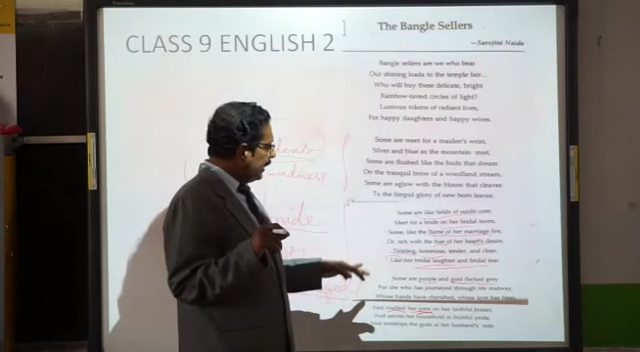 CLASS 9 ENGLISH 2
The Bangle Sellers
—Sarojini Naidu
Bangle sellers are we who bear
Our shining loads to the temple fair...
Who will buy these delicate, bright
Rainbow-tinted circles of light?
Lustrous tokens of radiant lives,
For happy daughters and happy wives.
Some are meet for a maiden's wrist,
Silver and blue as the mountain mist,
Some are flushed like the buds that dream
On the tranquil brow of a woodland stream,
Some are aglow with the bloom that cleaves
To the limpid glory of new born leaves.
Some are like fields of sunlit corn,
Meet for a bride on her bridal morn,
Some, like the flame of her marriage fire,
Or, rich with the hue of her heart's desire,
Tinkling, luminous, tender, and clear,
Like her bridal laughter and bridal tear.
Some are purple and gold flecked grey
For she who has journeyed through life midway,
Whose hands have cherished, whose love has blest,
And cradled fair sons on her faithful breast,
And serves her household in fruitful pride,
And worships the gods at her husband's side.